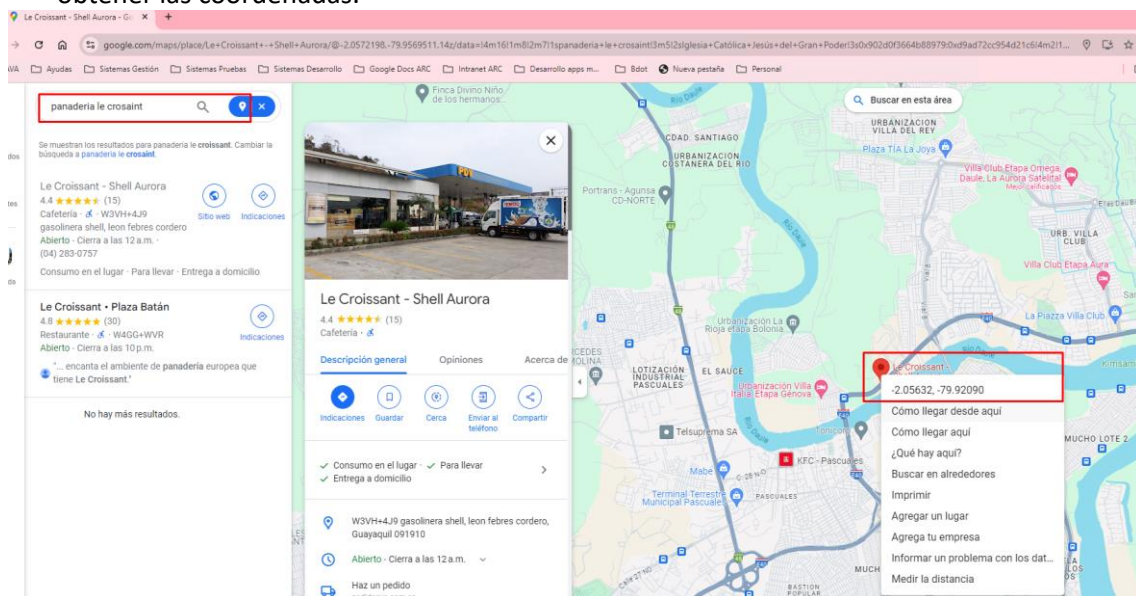 obtener las coordenadas.
Le Croissant - Shell Aurora - Go
google.com/maps/place/Le+Croissant+-+Shell+Aurora/@-2.0572198,-79.9569511,14z/data=!4m16!1m8!2m7!1spanaderia+le+crosaint!3m5!2sIglesia+Católica+Jesús+del+Gran+Poder!3s0x902d0f3664b88979:0xd9ad72cc954d21c6!4m2!1...
Ayudas
Sistemas Gestión
Sistemas Pruebas
Sistemas Desarrollo
Google Docs ARC
Intranet ARC
Desarrollo apps m...
Bdot
Nueva pestaña
Personal
panaderia le crosaint
Se muestran los resultados para panaderia le croissant. Cambiar la
búsqueda a panaderia le crosaint.
Le Croissant - Shell Aurora
4.4 (15)
Cafetería · W3VH+4J9
gasolinera shell, leon febres cordero
Abierto · Cierra a las 12 a.m. ·
(04) 283-0757
Consumo en el lugar · Para llevar · Entrega a domicilio
Sitio web
Indicaciones
Le Croissant • Plaza Batán
4.8 (30)
Restaurante · W4GG+WVR
Abierto · Cierra a las 10 p.m.
"... encanta el ambiente de panadería europea que
tiene Le Croissant."
Indicaciones
No hay más resultados.
PDV
Le Croissant - Shell Aurora
4.4 (15)
Cafetería ·
Descripción general
Opiniones
Acerca de
Indicaciones
Guardar
Cerca
Enviar al
teléfono
Compartir
Consumo en el lugar · Para llevar
Entrega a domicilio
W3VH+4J9 gasolinera shell, leon febres cordero,
Guayaquil 091910
Abierto · Cierra a las 12 a.m.
Haz un pedido
Finca Divino Niño
de los hermanos...
Río Daule
Buscar en esta área
URBANIZACION
VILLA DEL REY
CDAD. SANTIAGO
URBANIZACION
COSTANERA DEL RIO
Plaza TIA La Joya
Villa Club Etapa Omega,
Daule, La Aurora Satelital
Mejor calificados
Portrans - Agunsa
CD-NORTE
URB. VILLA
CLUB
Villa Club Etapa Aura
La Piazza Villa Club
Urbanización La
Rioja etapa Bolonia
LOTIZACIÓN
INDUSTRIAL
PASCUALES
EL SAUCE
Urbanización Villa
Italia Etapa Génova
Le Croissant -
-2.05632, -79.92090
Cómo llegar desde aquí
Cómo llegar aquí
¿Qué hay aquí?
Buscar en alrededores
Imprimir
Agregar un lugar
Agrega tu empresa
Informar un problema con los dat...
Medir la distancia
MUCHO LOTE 2
Telsuprema SA
Tonicorp
KFC - Pascuales
Mabe
Terminal Terrestre
Municipal Pascuales
PASCUALES
BASTION
POPULAR